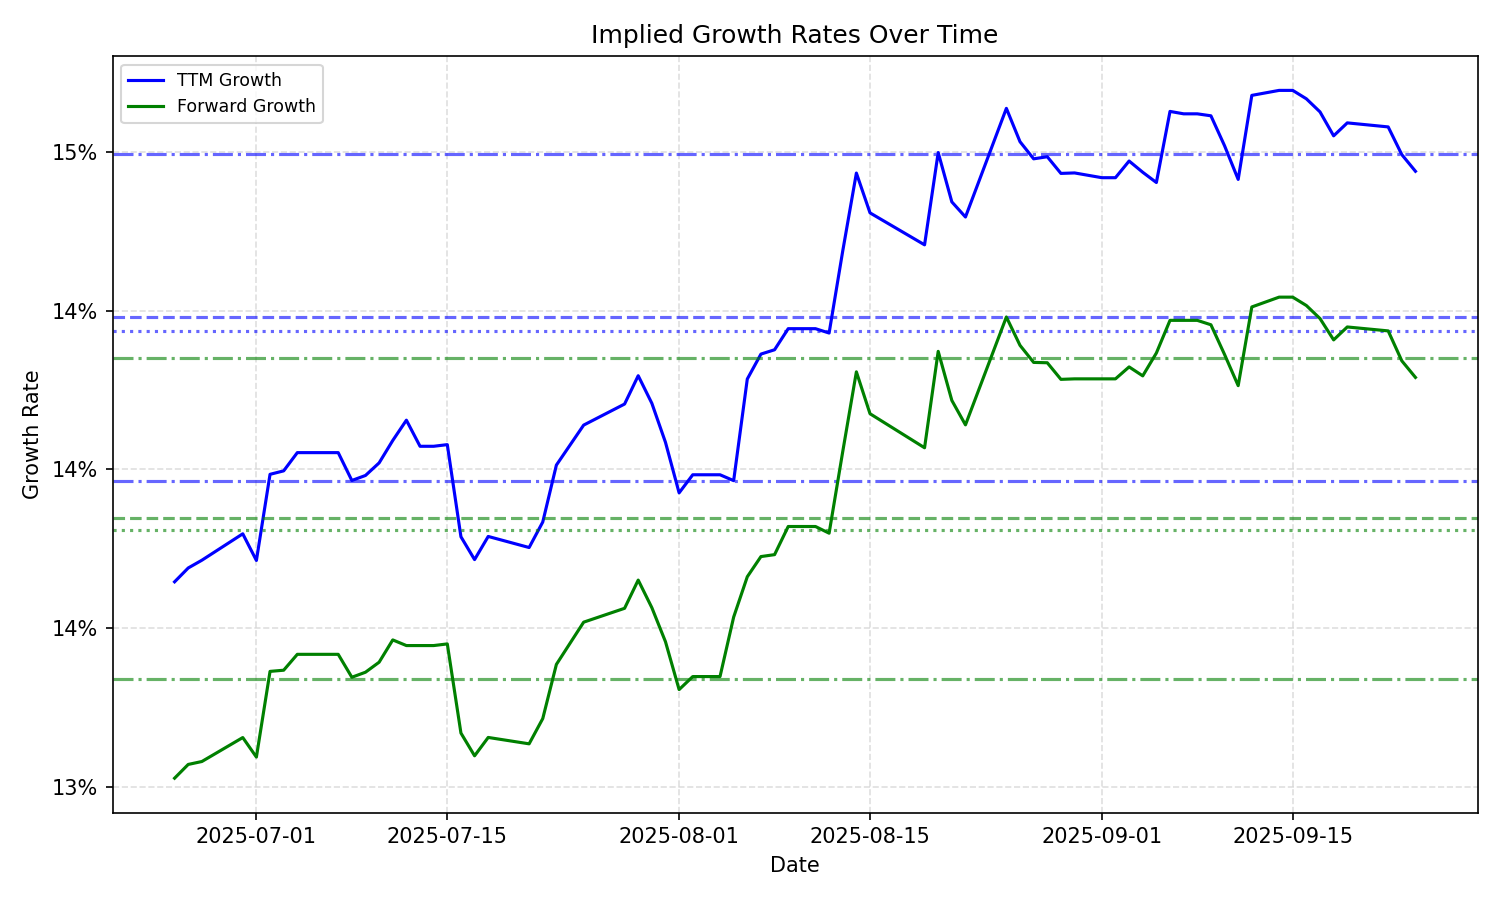 Implied Growth Rates Over Time
TTM Growth
Forward Growth
15%
14%
14%
14%
13%
Growth Rate
2025-07-01
2025-07-15
2025-08-01
2025-08-15
2025-09-01
2025-09-15
Date